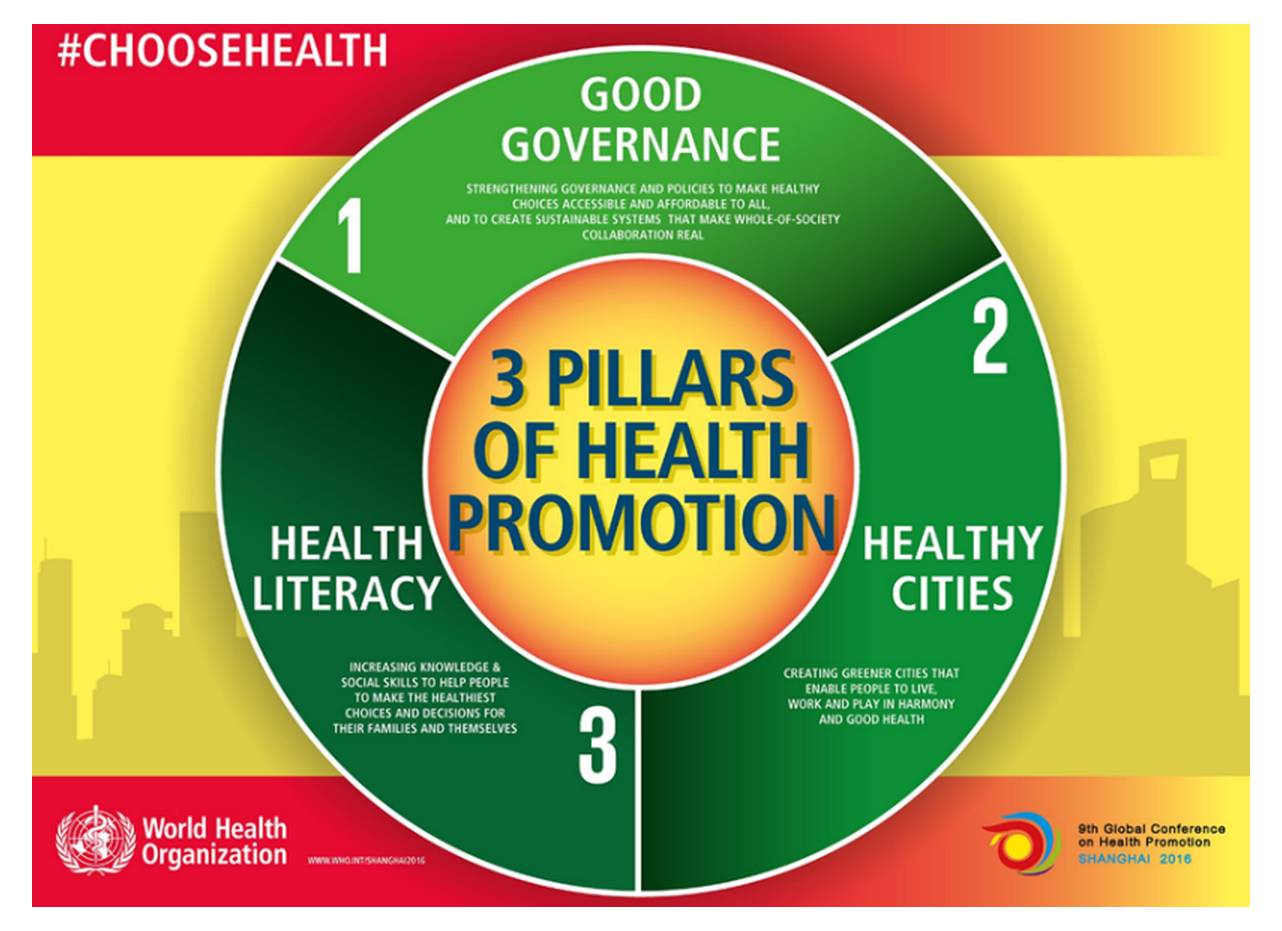 #CHOOSEHEALTH
GOOD
GOVERNANCE
STRENGTHENING GOVERNANCE AND POLICIES TO MAKE HEALTHY
CHOICES ACCESSIBLE AND AFFORDABLE TO ALL,
AND TO CREATE SUSTAINABLE SYSTEMS THAT MAKE WHOLE-OF-SOCIETY
COLLABORATION REAL
1
2
3 PILLARS
OF HEALTH
PROMOTION
HEALTHY
CITIES
CREATING GREENER CITIES THAT
ENABLE PEOPLE TO LIVE,
WORK AND PLAY IN HARMONY
AND GOOD HEALTH
HEALTH
LITERACY
INCREASING KNOWLEDGE &
SOCIAL SKILLS TO HELP PEOPLE
TO MAKE THE HEALTHIEST
CHOICES AND DECISIONS FOR
THEIR FAMILIES AND THEMSELVES
3
World Health
Organization
WWW.WHO.INT/SHANGHAI2016
9th Global Conference
on Health Promotion
SHANGHAI 2016